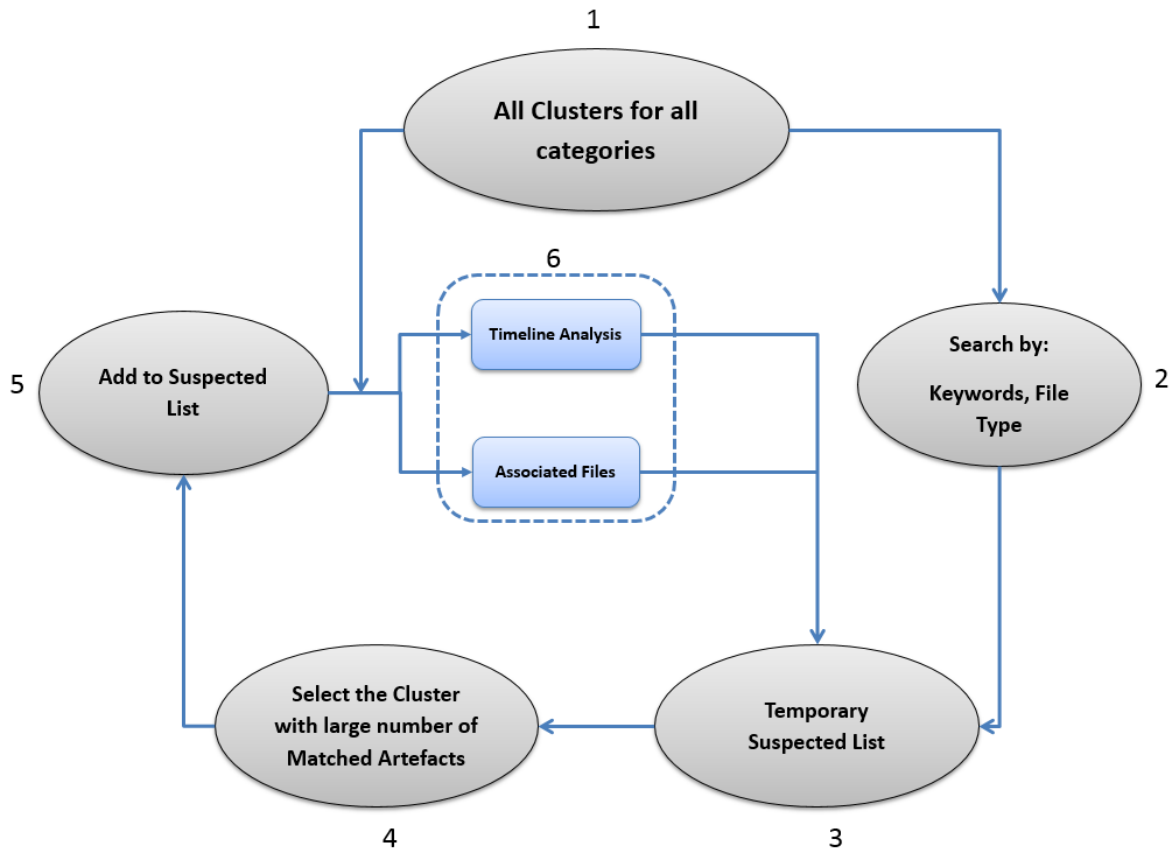 1
All Clusters for all
categories
6
Timeline Analysis
Associated Files
Search by:
Keywords, File
Type
2
5
Add to Suspected
List
Select the Cluster
with large number of
Matched Artefacts
4
Temporary
Suspected List
3